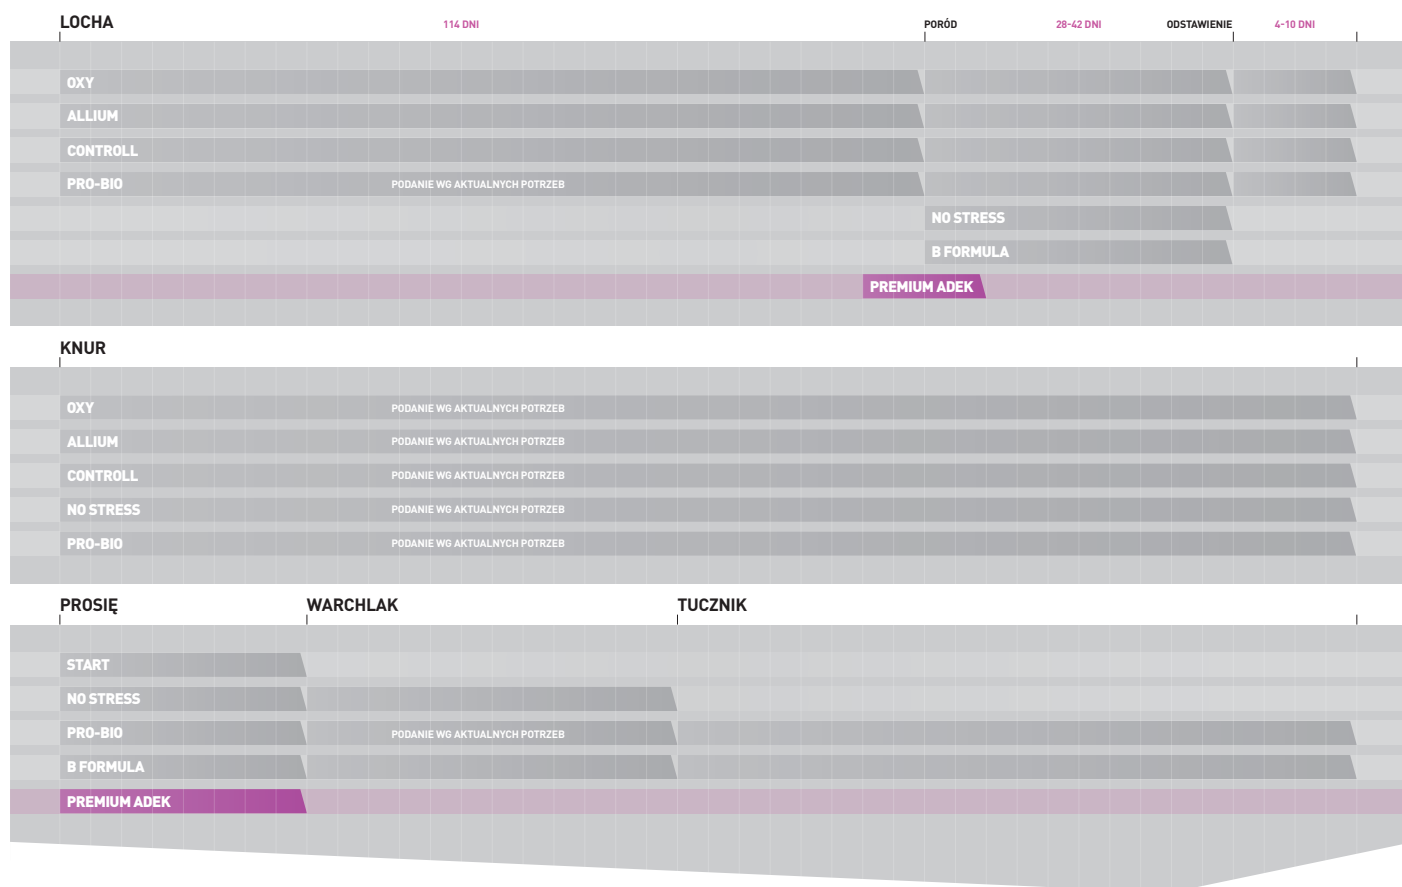 LOCHA 114 DNI PORÓD 28-42 DNI ODSTAWIENIE 4-10 DNI
OXY
ALLIUM
CONTROLL
PRO-BIO PODANIE WG AKTUALNYCH POTRZEB
NO STRESS
B FORMULA
PREMIUM ADEK
KNUR
OXY PODANIE WG AKTUALNYCH POTRZEB
ALLIUM PODANIE WG AKTUALNYCH POTRZEB
CONTROLL PODANIE WG AKTUALNYCH POTRZEB
NO STRESS PODANIE WG AKTUALNYCH POTRZEB
PRO-BIO PODANIE WG AKTUALNYCH POTRZEB
PROSIĘ WARCHLAK TUCZNIK
START
NO STRESS
PRO-BIO PODANIE WG AKTUALNYCH POTRZEB
B FORMULA
PREMIUM ADEK